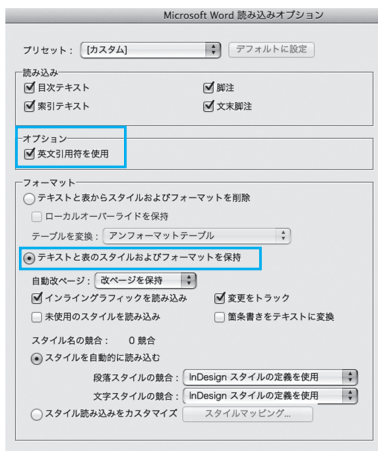 Microsoft Word 読み込みオプション
プリセット： [カスタム] デフォルトに設定
読み込み
目次テキスト 脚注
索引テキスト 文末脚注
オプション
英文引用符を使用
フォーマット
テキストと表からスタイルおよびフォーマットを削除
ローカルオーバーライドを保持
テーブルを変換： アンフォーマットテーブル
テキストと表のスタイルおよびフォーマットを保持
自動改ページ： 改ページを保持
インライングラフィックを読み込み 変更をトラック
未使用のスタイルを読み込み 箇条書きをテキストに変換
スタイル名の競合： 0 競合
スタイルを自動的に読み込む
段落スタイルの競合： InDesign スタイルの定義を使用
文字スタイルの競合： InDesign スタイルの定義を使用
スタイル読み込みをカスタマイズ スタイルマッピング...